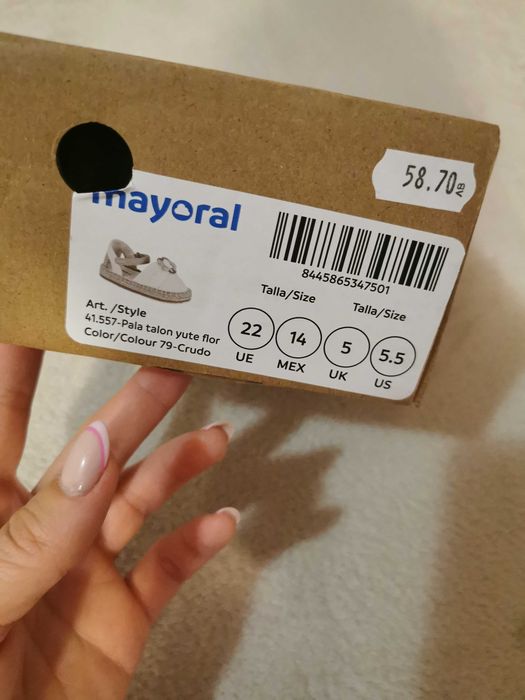 58.70 AB
mayoral
8445865347501
Talla/Size Talla/Size
Art. /Style
41.557-Pala talon yute flor
Color/Colour 79-Crudo
22 14 5 5.5
UE MEX UK US